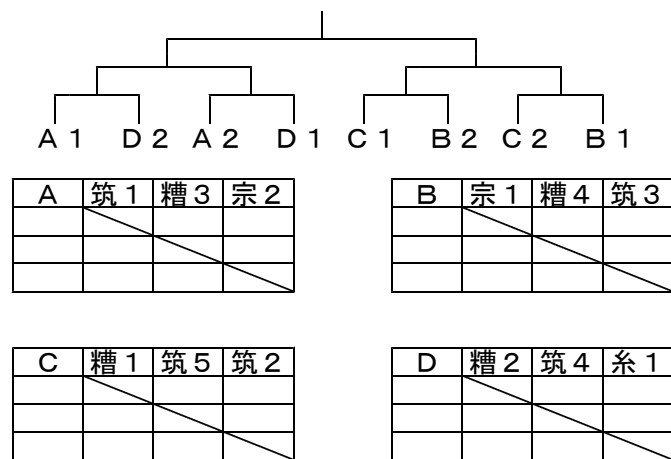 A1 D2 A2 D1 C1 B2 C2 B1
A 筑1 糟3 宗2
B 宗1 糟4 筑3
C 糟1 筑5 筑2
D 糟2 筑4 糸1